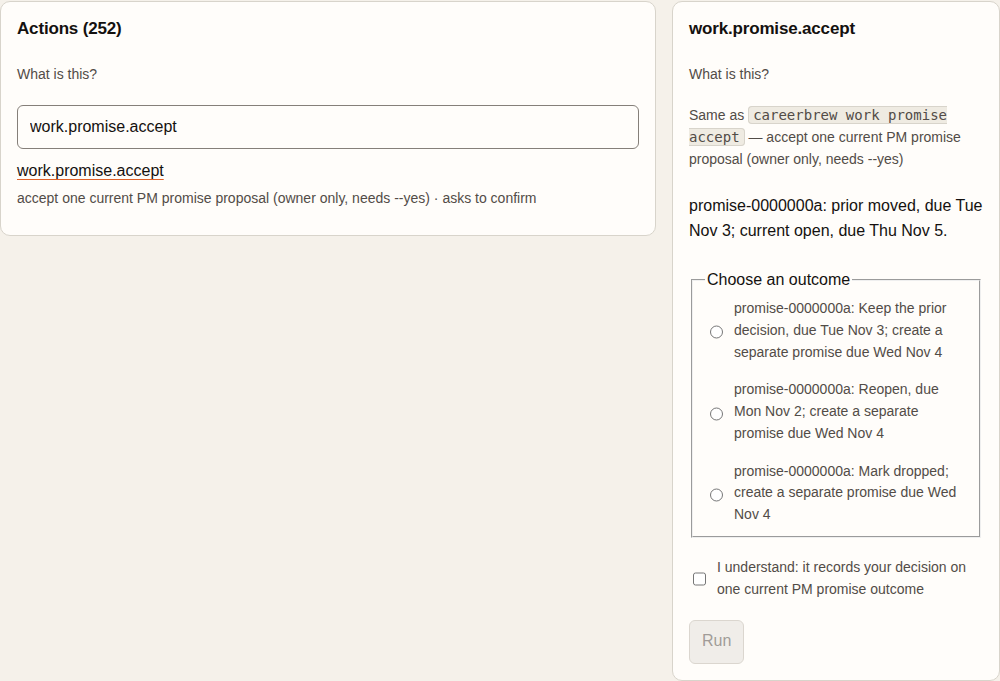 Actions (252)
What is this?
work.promise.accept
work.promise.accept
accept one current PM promise proposal (owner only, needs --yes) · asks to confirm
work.promise.accept
What is this?
Same as careerbrew work promise
accept — accept one current PM promise
proposal (owner only, needs --yes)
promise-0000000a: prior moved, due Tue
Nov 3; current open, due Thu Nov 5.
Choose an outcome
promise-0000000a: Keep the prior
decision, due Tue Nov 3; create a
separate promise due Wed Nov 4
promise-0000000a: Reopen, due
Mon Nov 2; create a separate
promise due Wed Nov 4
promise-0000000a: Mark dropped;
create a separate promise due Wed
Nov 4
I understand: it records your decision on
one current PM promise outcome
Run